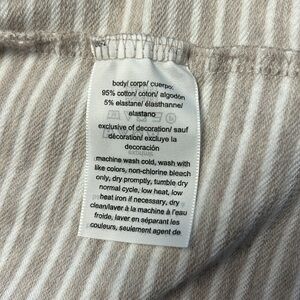 body/ corps/ cuerpo:
95% cotton/ coton/ algodón
5% elastane/ élasthanne/
elastano
exclusive of decoration/ sauf
décoration/ excluye la
decoración
machine wash cold, wash with
like colors, non-chlorine bleach
only, dry promptly, tumble dry
normal cycle, low heat, low
heat iron if necessary, dry
clean/laver à la machine à l'eau
froide, laver en séparant les
couleurs, seulement agent de